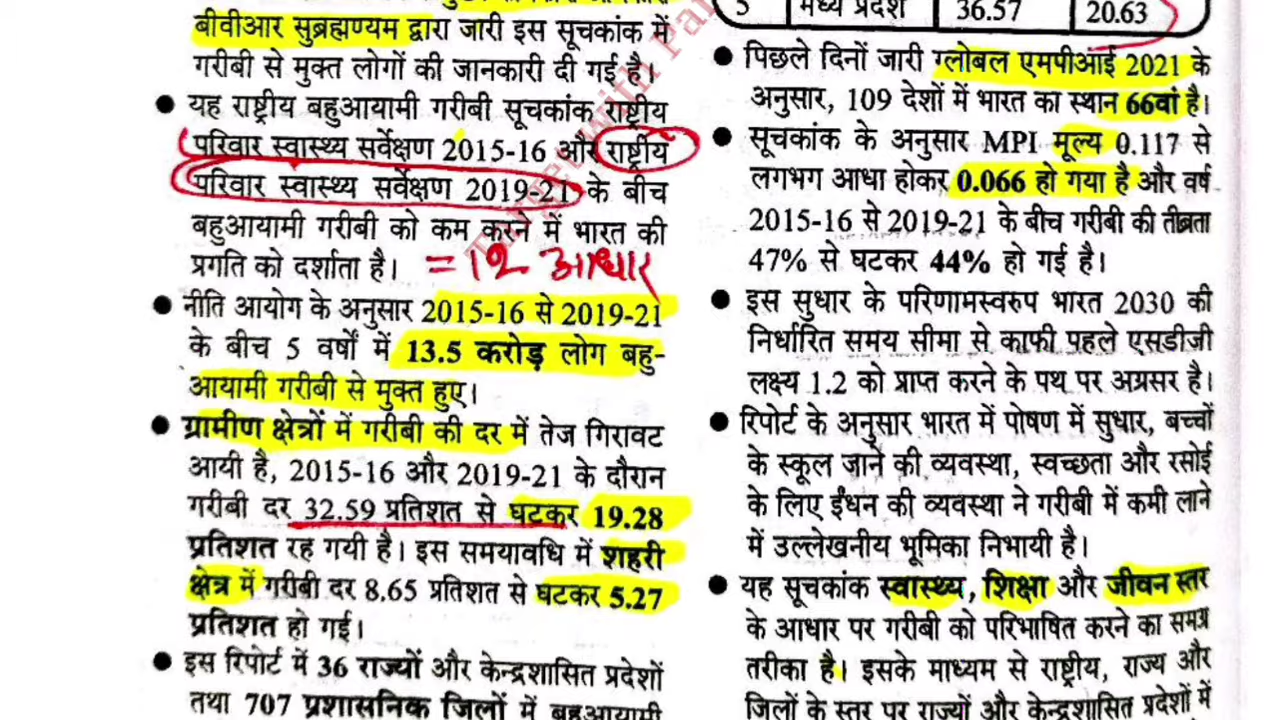 बीवीआर सुब्रह्मण्यम द्वारा जारी इस सूचकांक में
गरीबी से मुक्त लोगों की जानकारी दी गई है।
● यह राष्ट्रीय बहुआयामी गरीबी सूचकांक राष्ट्रीय
परिवार स्वास्थ्य सर्वेक्षण 2015-16 और राष्ट्रीय
परिवार स्वास्थ्य सर्वेक्षण 2019-21 के बीच
बहुआयामी गरीबी को कम करने में भारत की
प्रगति को दर्शाता है। = 12 आधार
● नीति आयोग के अनुसार 2015-16 से 2019-21
के बीच 5 वर्षों में 13.5 करोड़ लोग बहु-
आयामी गरीबी से मुक्त हुए।
● ग्रामीण क्षेत्रों में गरीबी की दर में तेज गिरावट
आयी है, 2015-16 और 2019-21 के दौरान
गरीबी दर 32.59 प्रतिशत से घटकर 19.28
प्रतिशत रह गयी है। इस समयावधि में शहरी
क्षेत्र में गरीबी दर 8.65 प्रतिशत से घटकर 5.27
प्रतिशत हो गई।
● इस रिपोर्ट में 36 राज्यों और केन्द्रशासित प्रदेशों
तथा 707 प्रशासनिक जिलों में बहुआयामी
5 मध्य प्रदेश 36.57 20.63
● पिछले दिनों जारी ग्लोबल एमपीआई 2021 के
अनुसार, 109 देशों में भारत का स्थान 66वां है।
● सूचकांक के अनुसार MPI मूल्य 0.117 से
लगभग आधा होकर 0.066 हो गया है और वर्ष
2015-16 से 2019-21 के बीच गरीबी की तीव्रता
47% से घटकर 44% हो गई है।
● इस सुधार के परिणामस्वरुप भारत 2030 की
निर्धारित समय सीमा से काफी पहले एसडीजी
लक्ष्य 1.2 को प्राप्त करने के पथ पर अग्रसर है।
● रिपोर्ट के अनुसार भारत में पोषण में सुधार, बच्चों
के स्कूल जाने की व्यवस्था, स्वच्छता और रसोई
के लिए ईंधन की व्यवस्था ने गरीबी में कमी लाने
में उल्लेखनीय भूमिका निभायी है।
● यह सूचकांक स्वास्थ्य, शिक्षा और जीवन स्तर
के आधार पर गरीबी को परिभाषित करने का समग्र
तरीका है। इसके माध्यम से राष्ट्रीय, राज्य और
जिलों के स्तर पर राज्यों और केन्द्रशासित प्रदेशों में